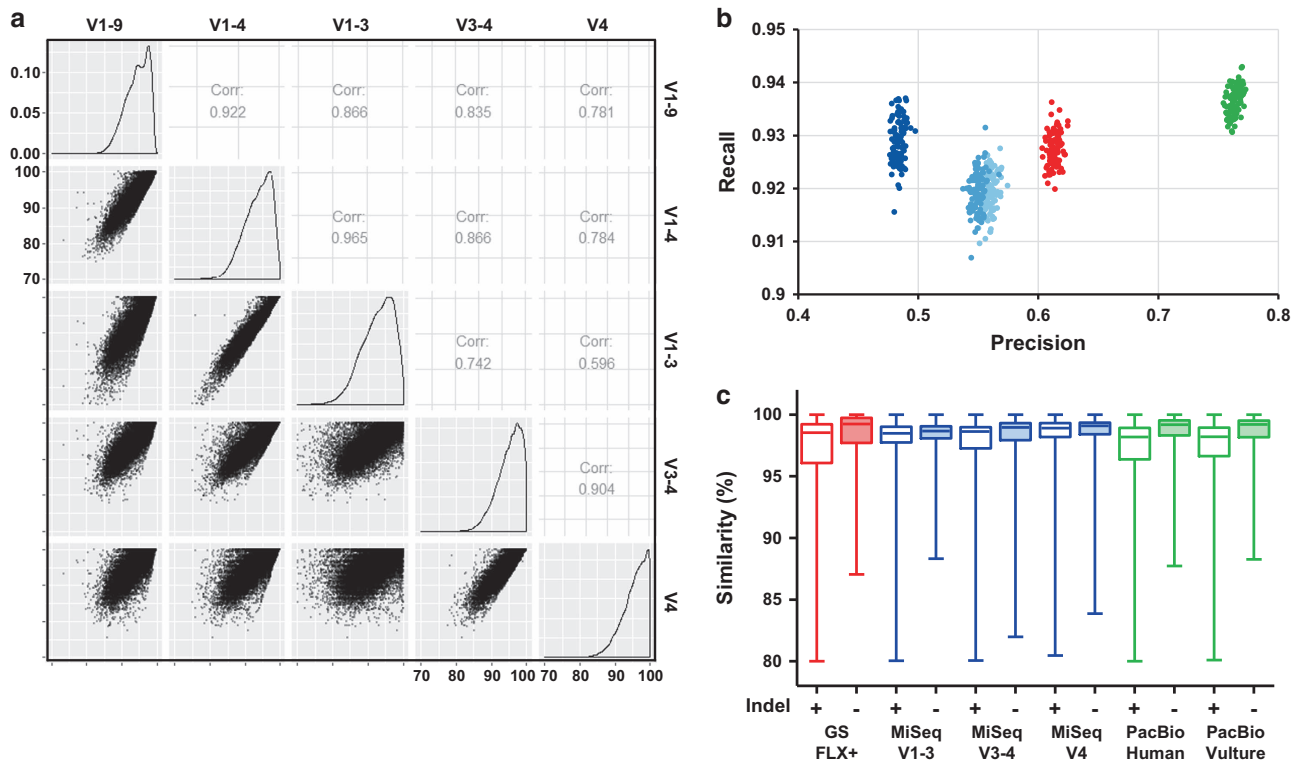 a
V1-9 V1-4 V1-3 V3-4 V4
0.10
0.05
0.00
Corr: 0.922
Corr: 0.866
Corr: 0.835
Corr: 0.781
V1-9
100
90
80
70
Corr: 0.965
Corr: 0.866
Corr: 0.784
V1-4
Corr: 0.742
Corr: 0.596
V1-3
Corr: 0.904
V3-4
V4
70 80 90 100 70 80 90 100
b
0.95
0.94
0.93
0.92
0.91
0.9
Recall
0.4 0.5 0.6 0.7 0.8
Precision
c
100
95
90
85
80
Similarity (%)
Indel + - + - + - + - + - + -
GS FLX+
MiSeq V1-3
MiSeq V3-4
MiSeq V4
PacBio Human
PacBio Vulture